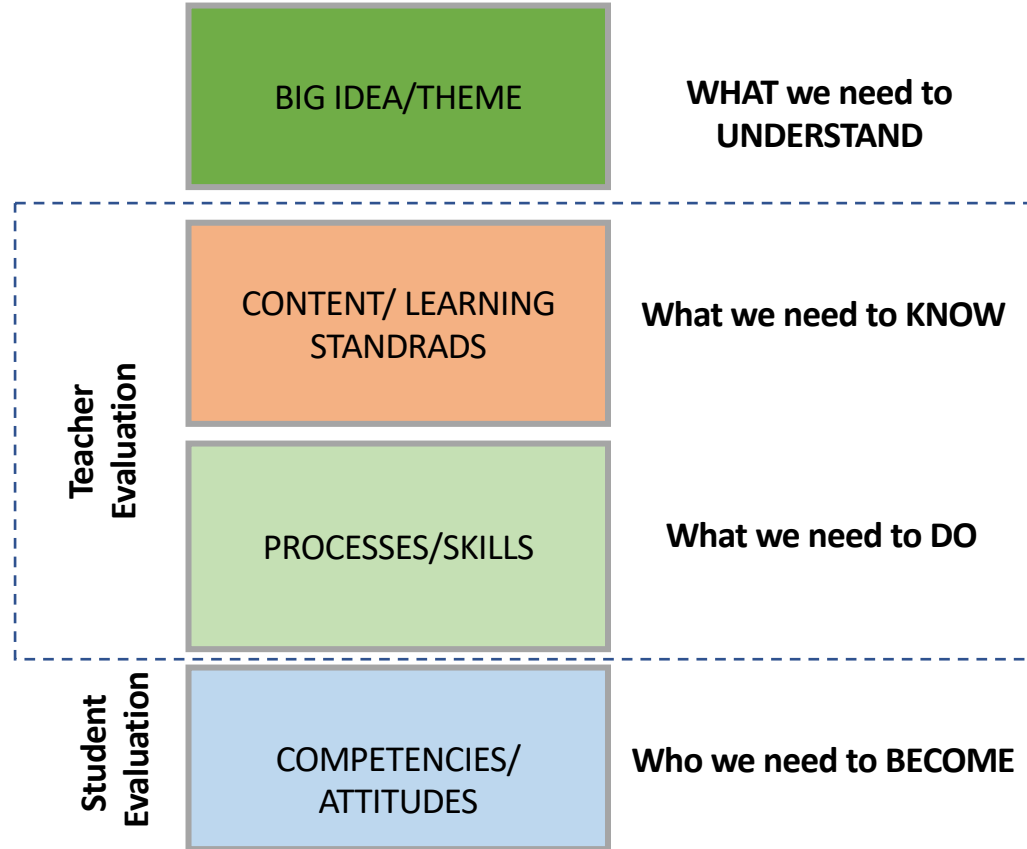 BIG IDEA/THEME
WHAT we need to
UNDERSTAND
Teacher
Evaluation
CONTENT/ LEARNING
STANDRADS
What we need to KNOW
PROCESSES/SKILLS
What we need to DO
Student
Evaluation
COMPETENCIES/
ATTITUDES
Who we need to BECOME